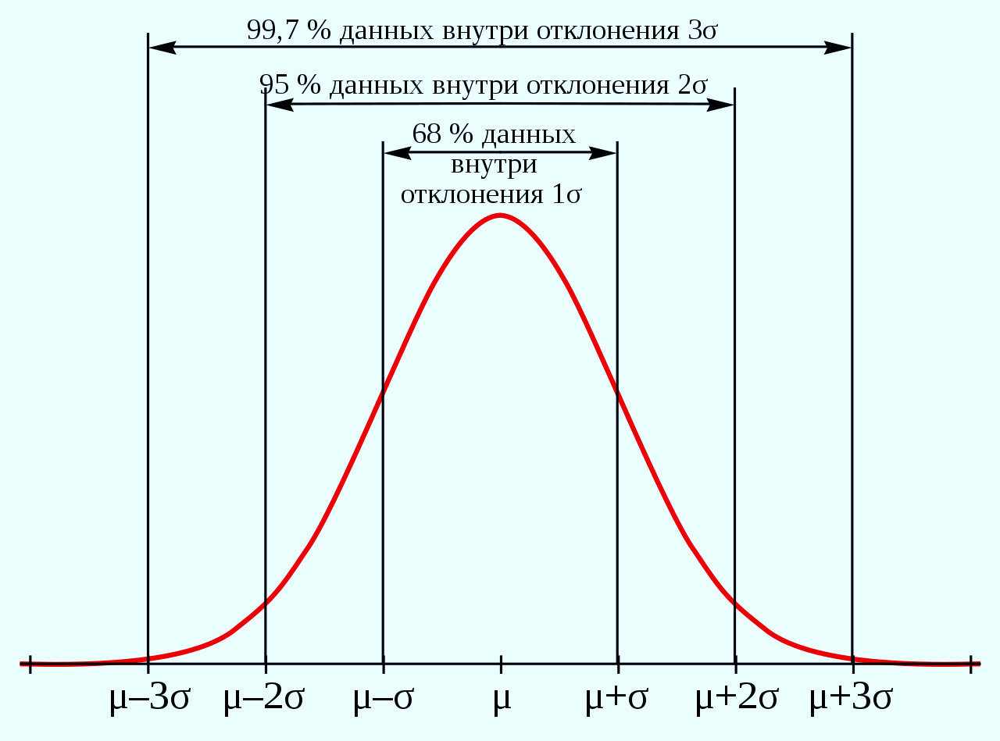 99,7 % данных внутри отклонения 3σ
95 % данных внутри отклонения 2σ
68 % данных
внутри
отклонения 1σ
μ–3σ μ–2σ μ–σ μ μ+σ μ+2σ μ+3σ